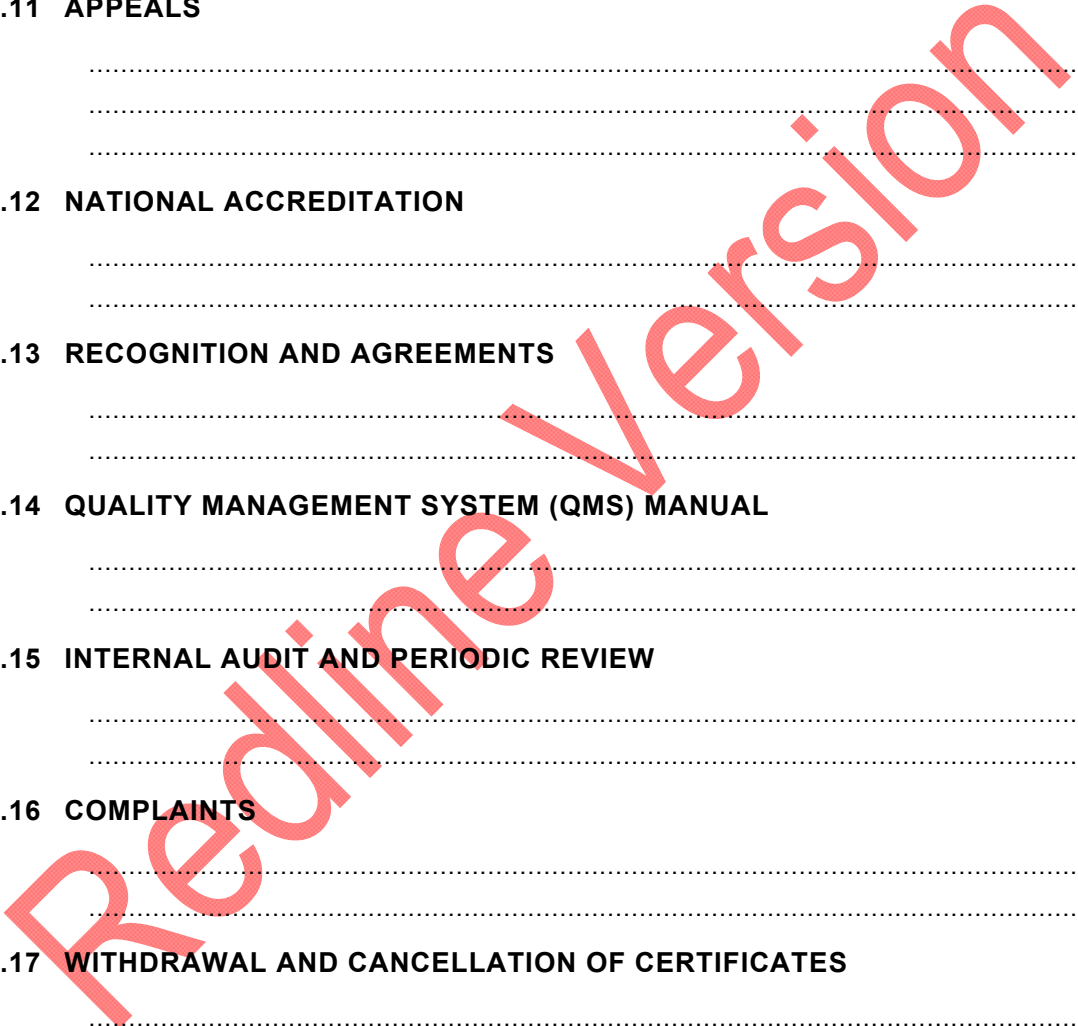 .11 APPEALS
................................................................................
................................................................................
................................................................................
.12 NATIONAL ACCREDITATION
................................................................................
................................................................................
.13 RECOGNITION AND AGREEMENTS
................................................................................
................................................................................
.14 QUALITY MANAGEMENT SYSTEM (QMS) MANUAL
................................................................................
................................................................................
.15 INTERNAL AUDIT AND PERIODIC REVIEW
................................................................................
................................................................................
.16 COMPLAINTS
................................................................................
................................................................................
.17 WITHDRAWAL AND CANCELLATION OF CERTIFICATES
................................................................................
Redline Version